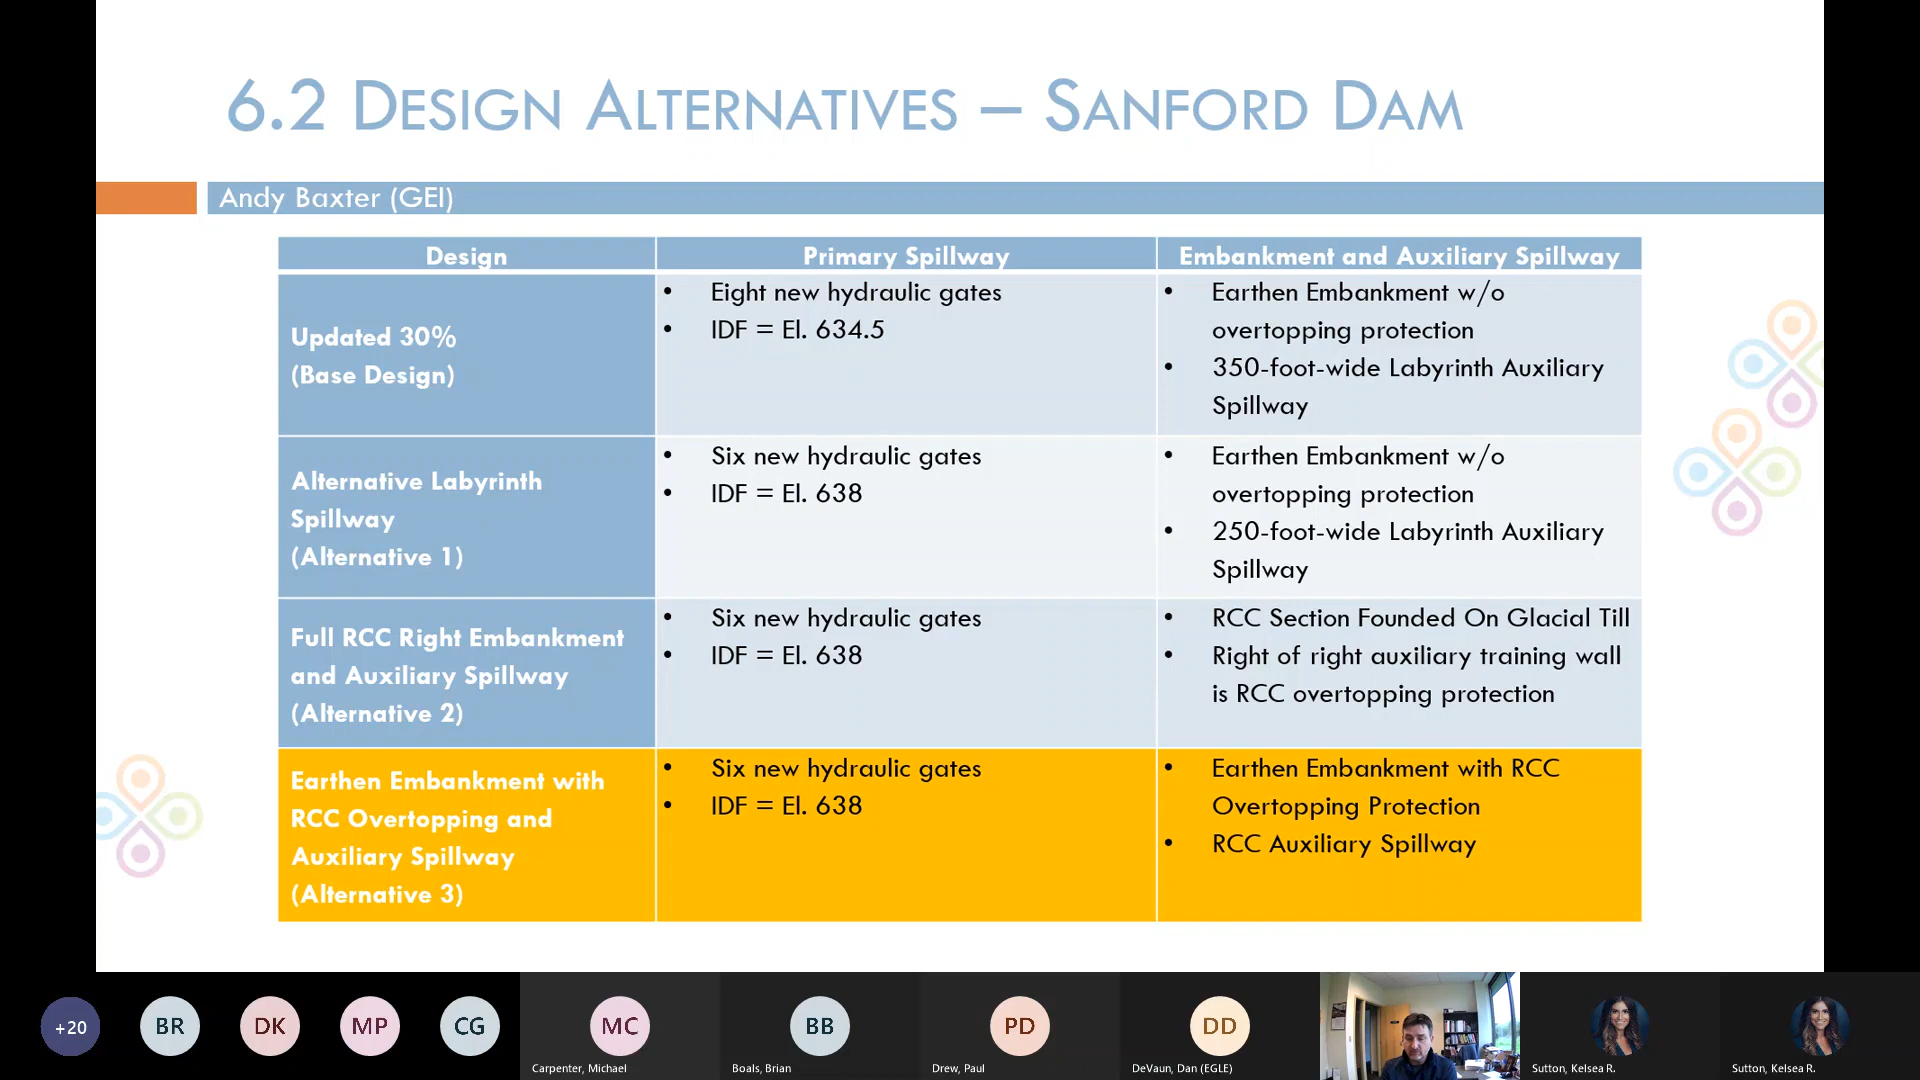 6.2 DESIGN ALTERNATIVES – SANFORD DAM
Andy Baxter (GEI)
Design
Primary Spillway
Embankment and Auxiliary Spillway
Updated 30%
(Base Design)
• Eight new hydraulic gates
• IDF = El. 634.5
• Earthen Embankment w/o
overtopping protection
• 350-foot-wide Labyrinth Auxiliary
Spillway
Alternative Labyrinth
Spillway
(Alternative 1)
• Six new hydraulic gates
• IDF = El. 638
• Earthen Embankment w/o
overtopping protection
• 250-foot-wide Labyrinth Auxiliary
Spillway
Full RCC Right Embankment
and Auxiliary Spillway
(Alternative 2)
• Six new hydraulic gates
• IDF = El. 638
• RCC Section Founded On Glacial Till
• Right of right auxiliary training wall
is RCC overtopping protection
Earthen Embankment with
RCC Overtopping and
Auxiliary Spillway
(Alternative 3)
• Six new hydraulic gates
• IDF = El. 638
• Earthen Embankment with RCC
Overtopping Protection
• RCC Auxiliary Spillway
+20
BR
DK
MP
CG
MC
Carpenter, Michael
BB
Boals, Brian
PD
Drew, Paul
DD
DeVaun, Dan (EGLE)
Sutton, Kelsea R.
Sutton, Kelsea R.